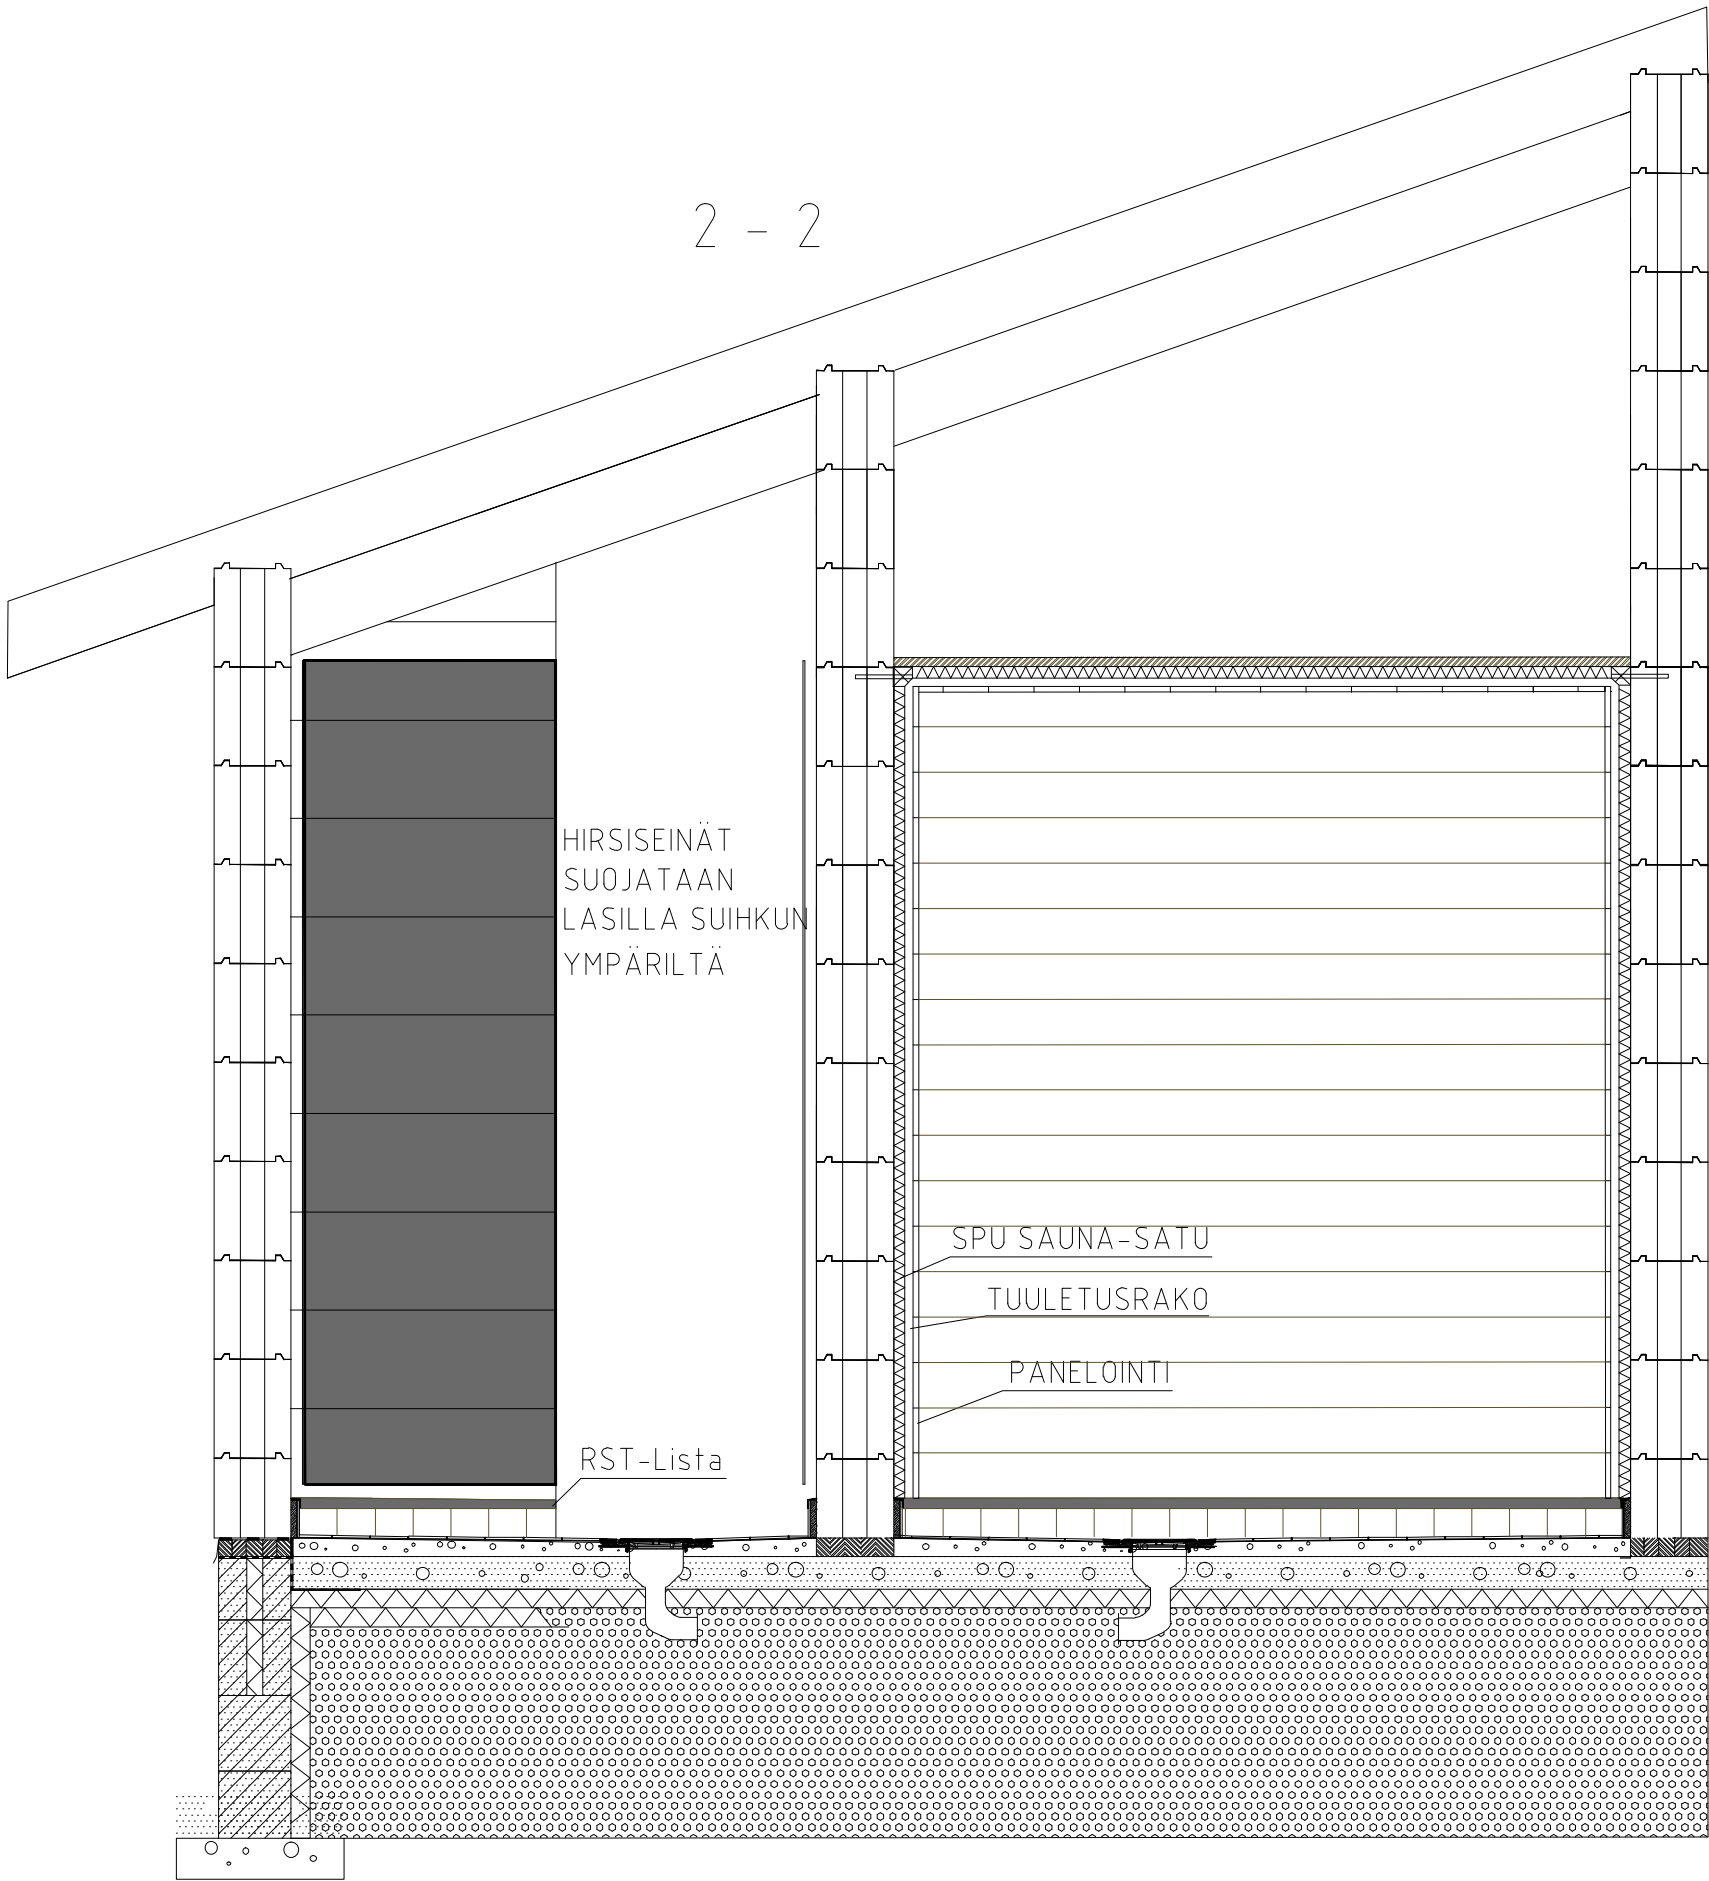 2 - 2
HIRSISEINÄT
SUOJATAAN
LASILLA SUIHKUN
YMPÄRILTÄ
SPU SAUNA-SATU
TUULETUSRAKO
PANELOINTI
RST-Lista